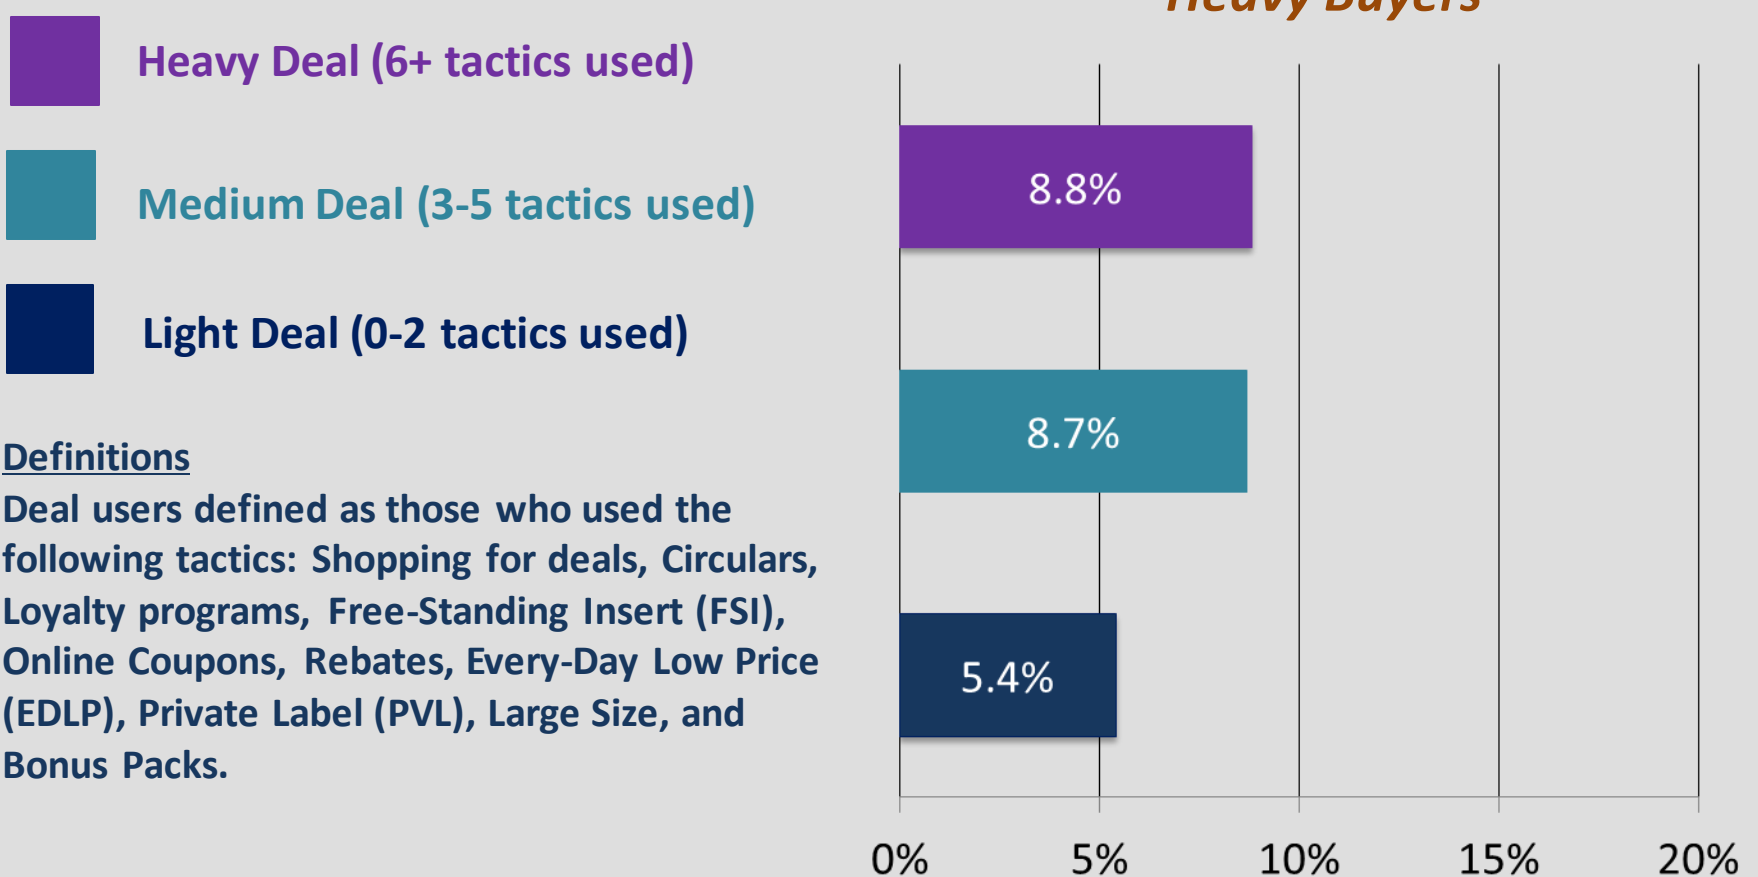 Heavy Buyers
Heavy Deal (6+ tactics used)
Medium Deal (3-5 tactics used)
Light Deal (0-2 tactics used)
Definitions
Deal users defined as those who used the
following tactics: Shopping for deals, Circulars,
Loyalty programs, Free-Standing Insert (FSI),
Online Coupons, Rebates, Every-Day Low Price
(EDLP), Private Label (PVL), Large Size, and
Bonus Packs.
8.8%
8.7%
5.4%
0% 5% 10% 15% 20%